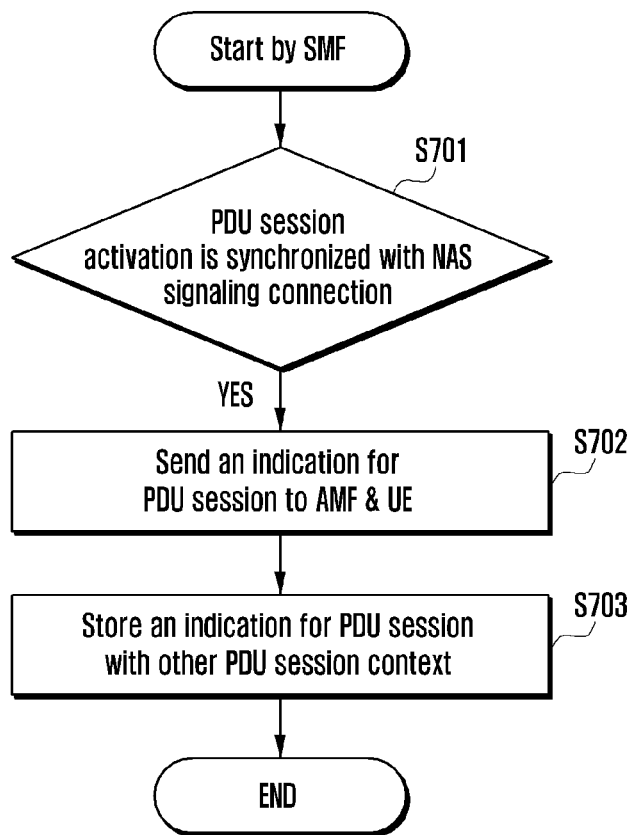 Start by SMF
S701
PDU session
activation is synchronized with NAS
signaling connection
YES
S702
Send an indication for
PDU session to AMF & UE
S703
Store an indication for PDU session
with other PDU session context
END